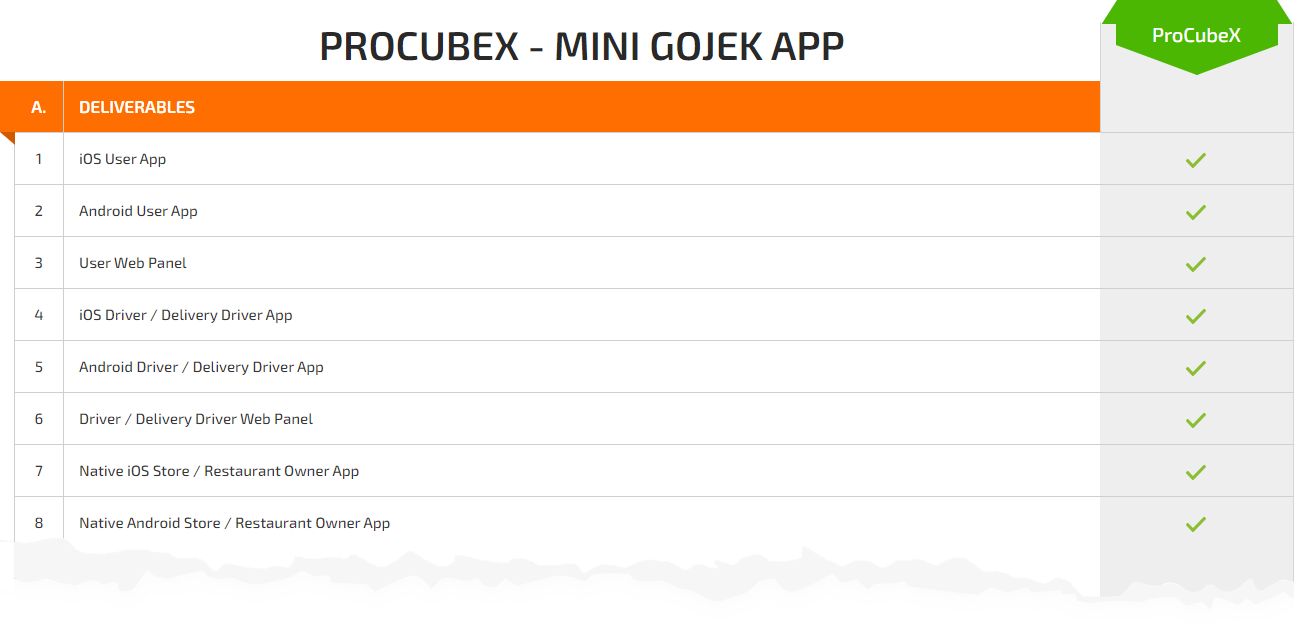 PROCUBEX - MINI GOJEK APP
ProCubeX
A. DELIVERABLES
1 iOS User App
2 Android User App
3 User Web Panel
4 iOS Driver / Delivery Driver App
5 Android Driver / Delivery Driver App
6 Driver / Delivery Driver Web Panel
7 Native iOS Store / Restaurant Owner App
8 Native Android Store / Restaurant Owner App